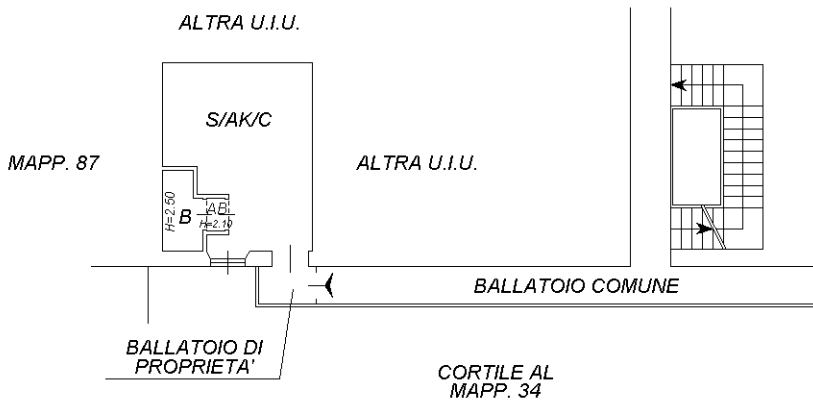 ALTRA U.I.U.
S/AK/C
MAPP. 87
ALTRA U.I.U.
H=2.50
B
AB
H=2.10
BALLATOIO COMUNE
BALLATOIO DI
PROPRIETA'
CORTILE AL
MAPP. 34